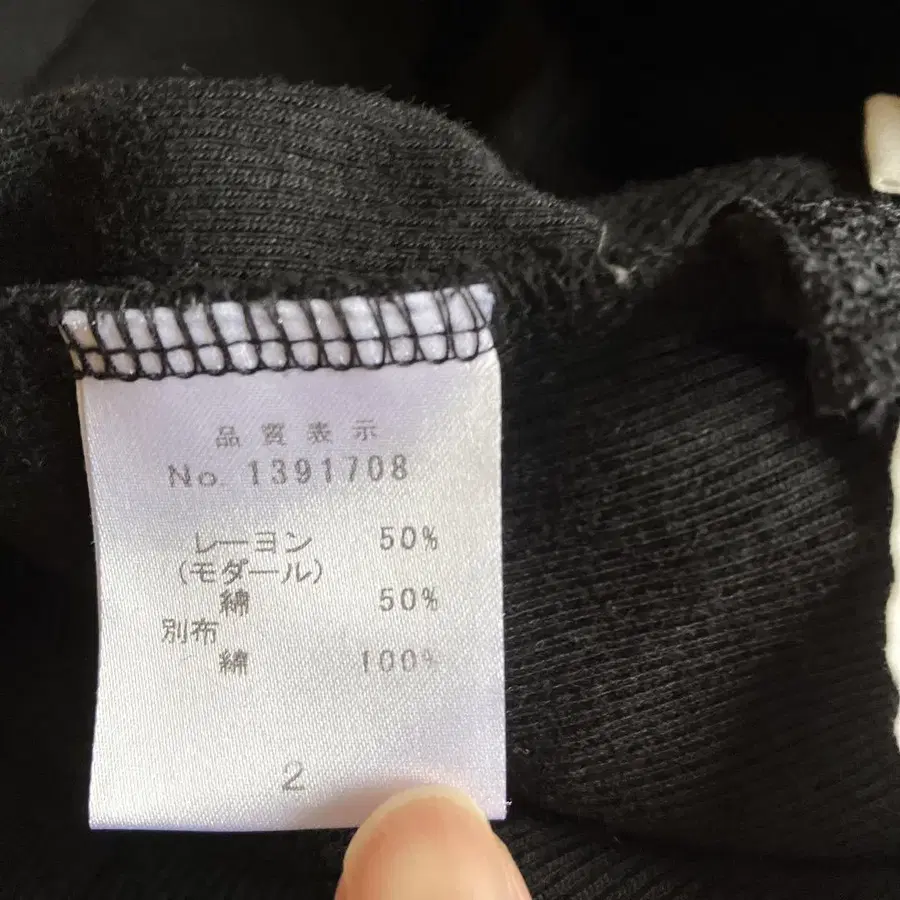 品質表示
No. 1391708
レーヨン 50%
(モダール)
綿 50%
別布
綿 100%
2